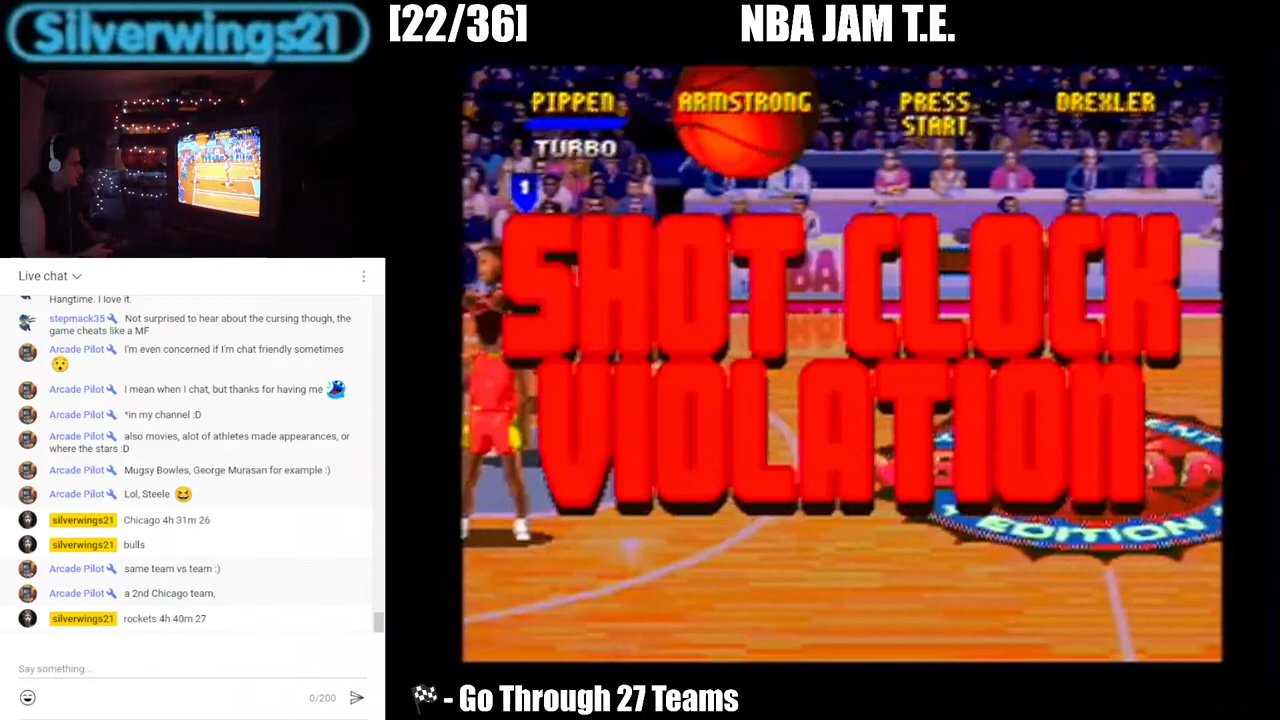 Silverwings21
[22/36]
NBA JAM T.E.
PIPPEN
ARMSTRONG
PRESS
START
DREXLER
TURBO
1
SHOT CLOCK
VIOLATION
EDITION
Live chat
Hangtime. I love it.
stepmack35 Not surprised to hear about the cursing though, the
game cheats like a MF
Arcade Pilot I'm even concerned if I'm chat friendly sometimes
Arcade Pilot I mean when I chat, but thanks for having me
Arcade Pilot *in my channel :D
Arcade Pilot also movies, alot of athletes made appearances, or
where the stars :D
Arcade Pilot Mugsy Bowles, George Murasan for example :)
Arcade Pilot Lol, Steele
silverwings21 Chicago 4h 31m 26
silverwings21 bulls
Arcade Pilot same team vs team :)
Arcade Pilot a 2nd Chicago team,
silverwings21 rockets 4h 40m 27
Say something...
0/200
- Go Through 27 Teams